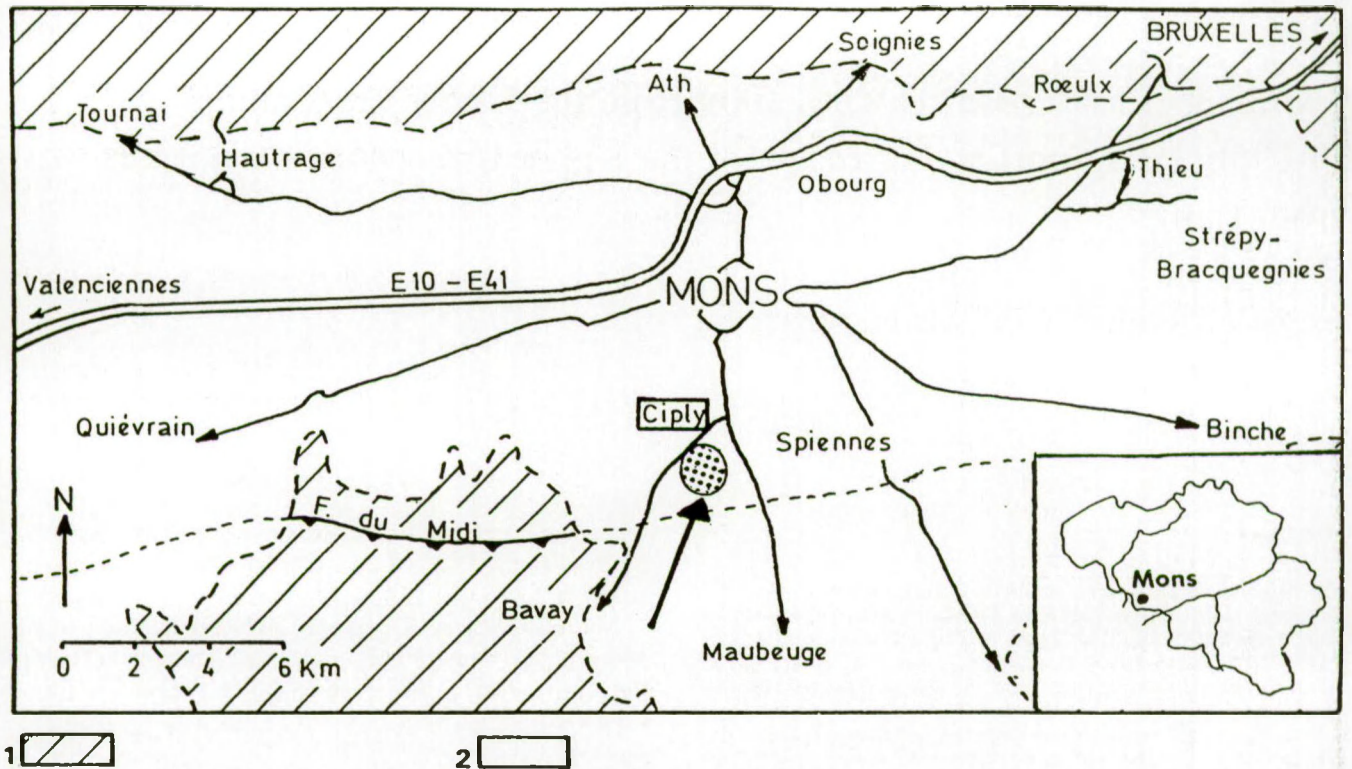 BRUXELLES
Soignies
Ath
Rœulx
Tournai
Hautrage
Thieu
Obourg
Strépy-
Bracquegnies
Valenciennes
E10 - E41
MONS
Ciply
Quiévrain
Spiennes
Binche
N
F. du Midi
Mons
Bavay
Maubeuge
0 2 4 6 Km
1
2